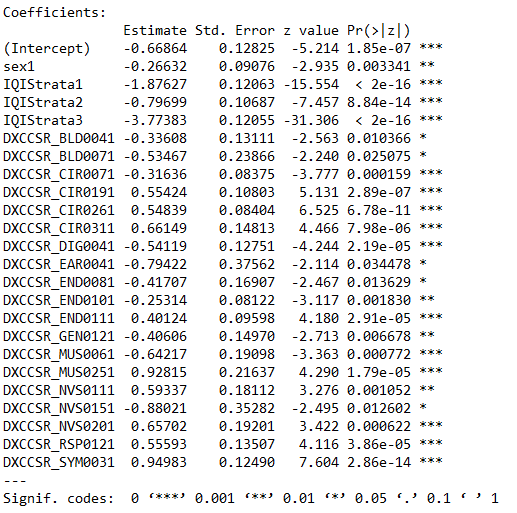 Coefficients:
Estimate Std. Error z value Pr(>|z|)
(Intercept) -0.66864 0.12825 -5.214 1.85e-07 ***
sex1 -0.26632 0.09076 -2.935 0.003341 **
IQIStrata1 -1.87627 0.12063 -15.554 < 2e-16 ***
IQIStrata2 -0.79699 0.10687 -7.457 8.84e-14 ***
IQIStrata3 -3.77383 0.12055 -31.306 < 2e-16 ***
DXCCSR_BLD0041 -0.33608 0.13111 -2.563 0.010366 *
DXCCSR_BLD0071 -0.53467 0.23866 -2.240 0.025075 *
DXCCSR_CIR0071 -0.31636 0.08375 -3.777 0.000159 ***
DXCCSR_CIR0191 0.55424 0.10803 5.131 2.89e-07 ***
DXCCSR_CIR0261 0.54839 0.08404 6.525 6.78e-11 ***
DXCCSR_CIR0311 0.66149 0.14813 4.466 7.98e-06 ***
DXCCSR_DIG0041 -0.54119 0.12751 -4.244 2.19e-05 ***
DXCCSR_EAR0041 -0.79422 0.37562 -2.114 0.034478 *
DXCCSR_END0081 -0.41707 0.16907 -2.467 0.013629 *
DXCCSR_END0101 -0.25314 0.08122 -3.117 0.001830 **
DXCCSR_END0111 0.40124 0.09598 4.180 2.91e-05 ***
DXCCSR_GEN0121 -0.40606 0.14970 -2.713 0.006678 **
DXCCSR_MUS0061 -0.64217 0.19098 -3.363 0.000772 ***
DXCCSR_MUS0251 0.92815 0.21637 4.290 1.79e-05 ***
DXCCSR_NVS0111 0.59337 0.18112 3.276 0.001052 **
DXCCSR_NVS0151 -0.88021 0.35282 -2.495 0.012602 *
DXCCSR_NVS0201 0.65702 0.19201 3.422 0.000622 ***
DXCCSR_RSP0121 0.55593 0.13507 4.116 3.86e-05 ***
DXCCSR_SYM0031 0.94983 0.12490 7.604 2.86e-14 ***
---
Signif. codes: 0 ‘***’ 0.001 ‘**’ 0.01 ‘*’ 0.05 ‘.’ 0.1 ‘ ’ 1